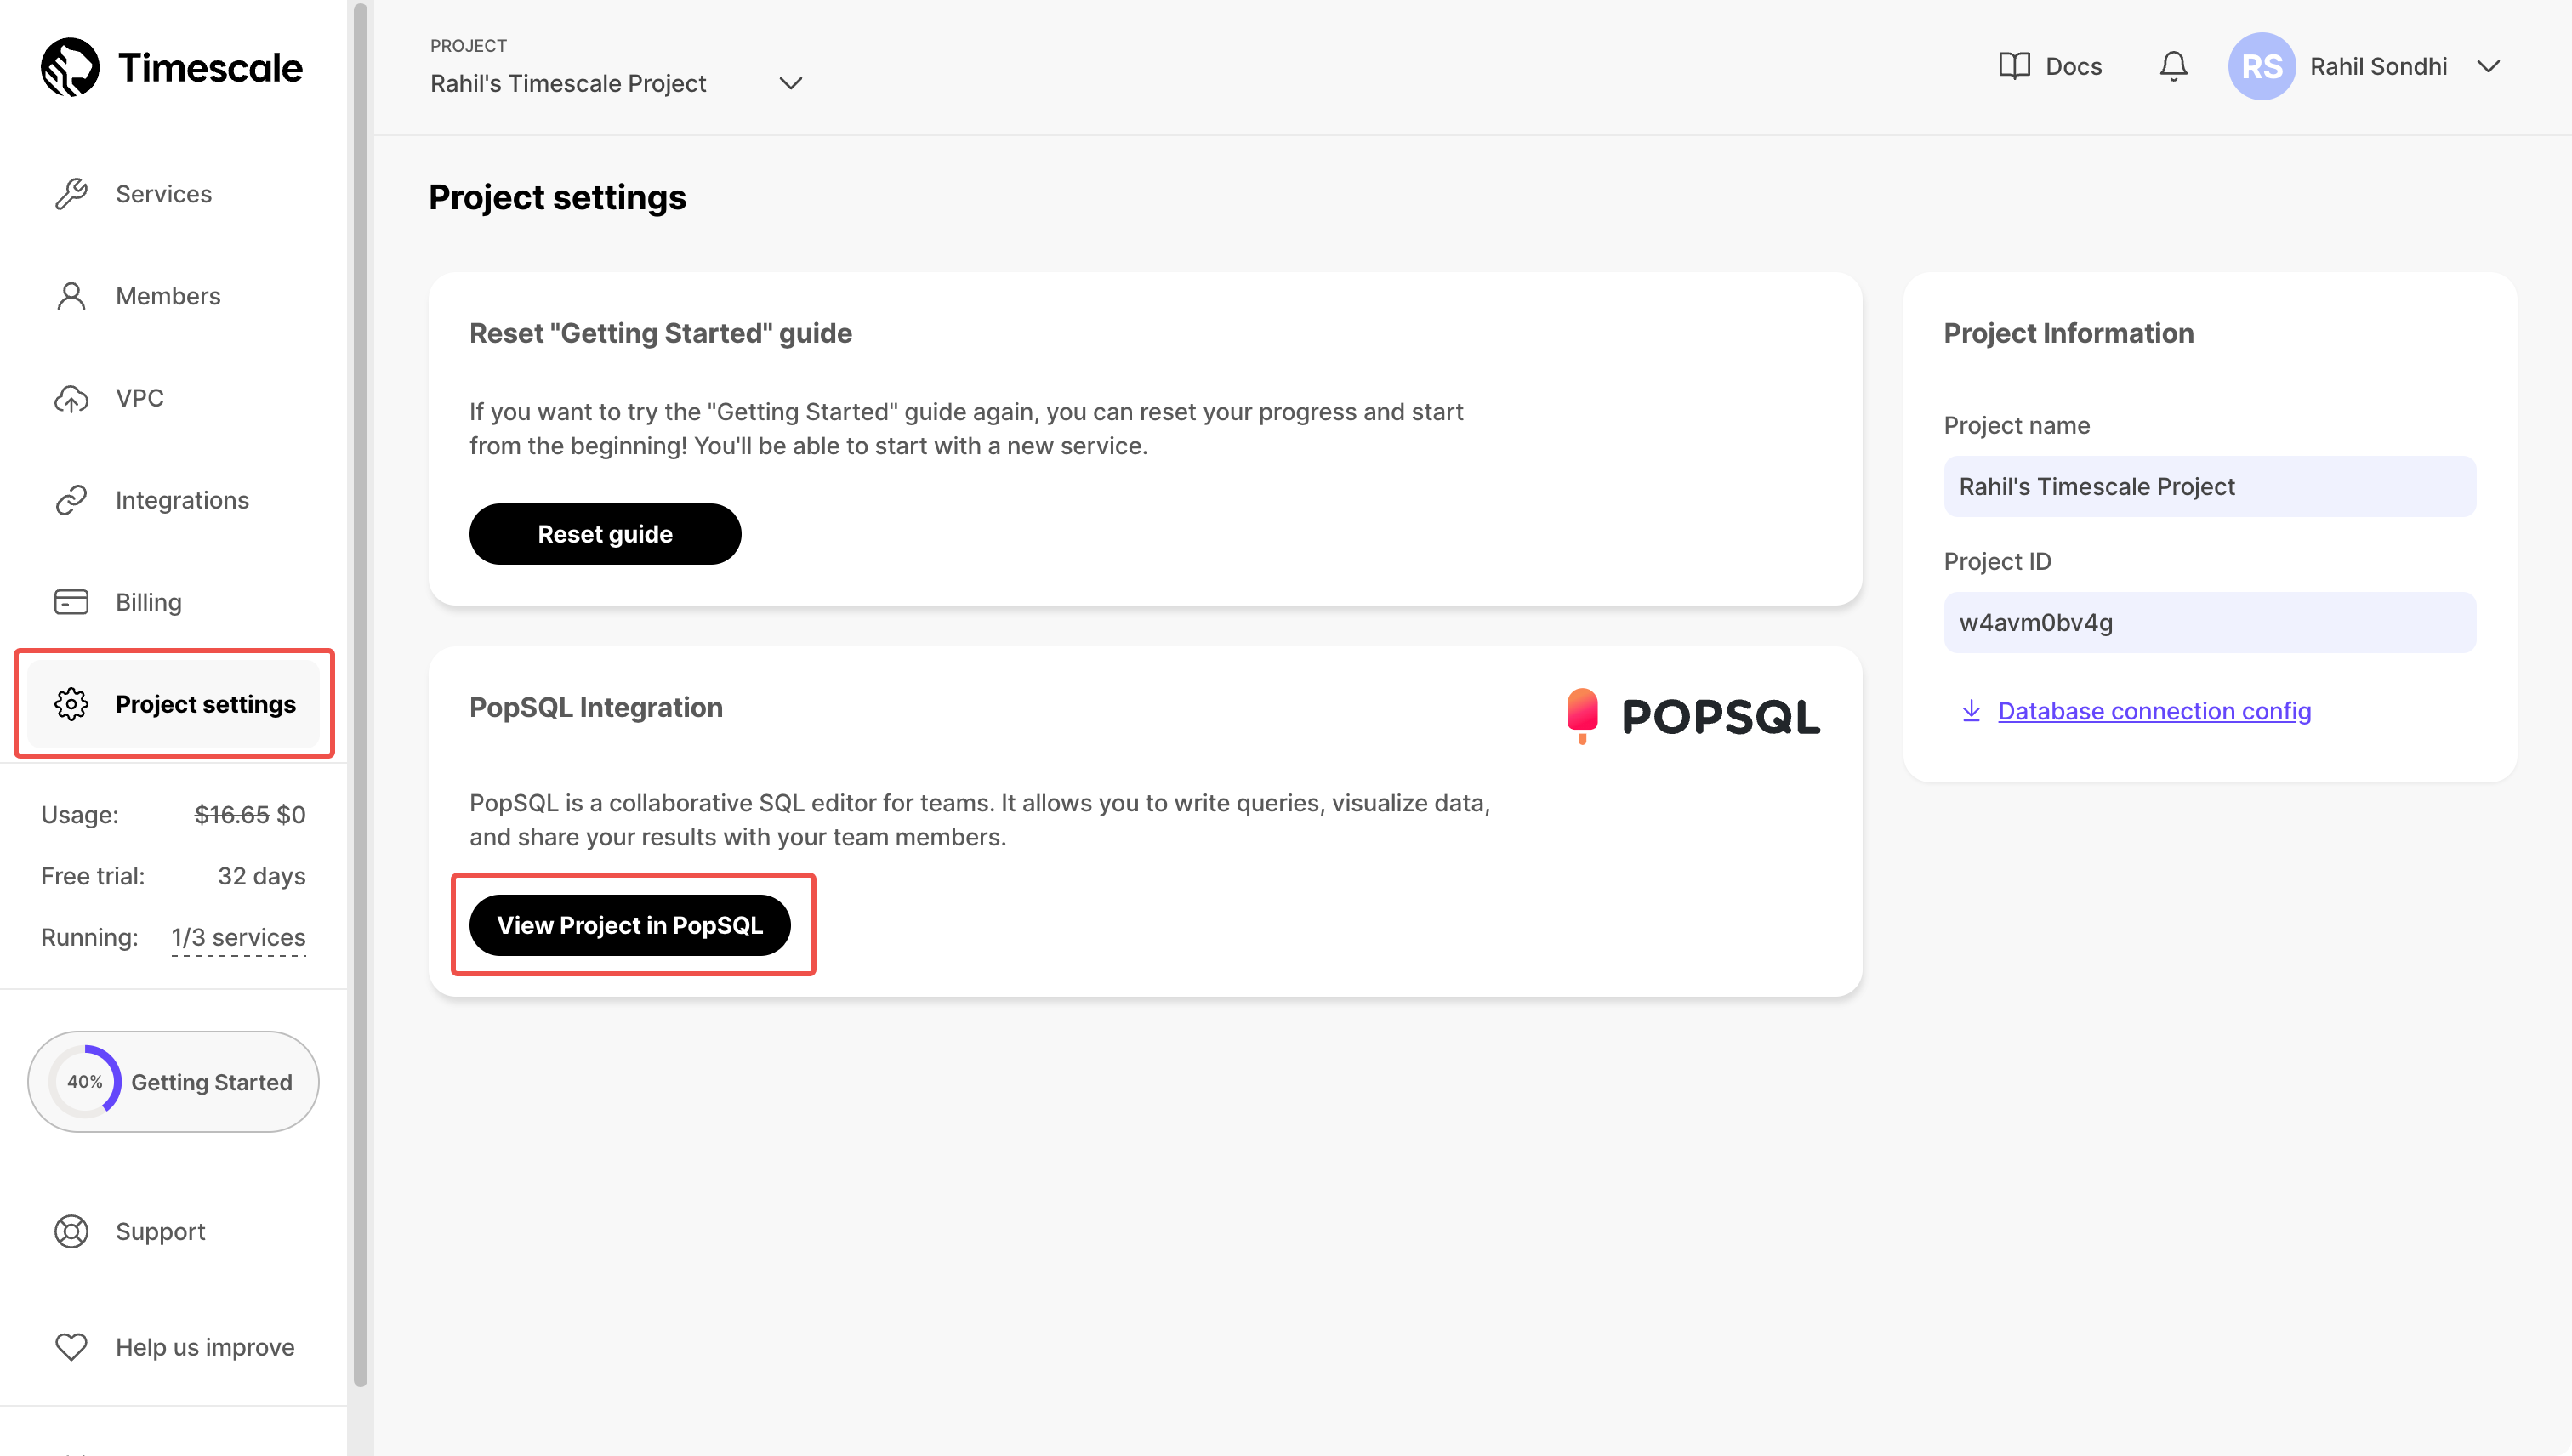 Timescale
Services
Members
VPC
Integrations
Billing
Project settings
Usage: $16.65 $0
Free trial: 32 days
Running: 1/3 services
40% Getting Started
Support
Help us improve
PROJECT
Rahil's Timescale Project
Docs
RS Rahil Sondhi
Project settings
Reset "Getting Started" guide
If you want to try the "Getting Started" guide again, you can reset your progress and start
from the beginning! You'll be able to start with a new service.
Reset guide
PopSQL Integration
POPSQL
PopSQL is a collaborative SQL editor for teams. It allows you to write queries, visualize data,
and share your results with your team members.
View Project in PopSQL
Project Information
Project name
Rahil's Timescale Project
Project ID
w4avm0bv4g
Database connection config